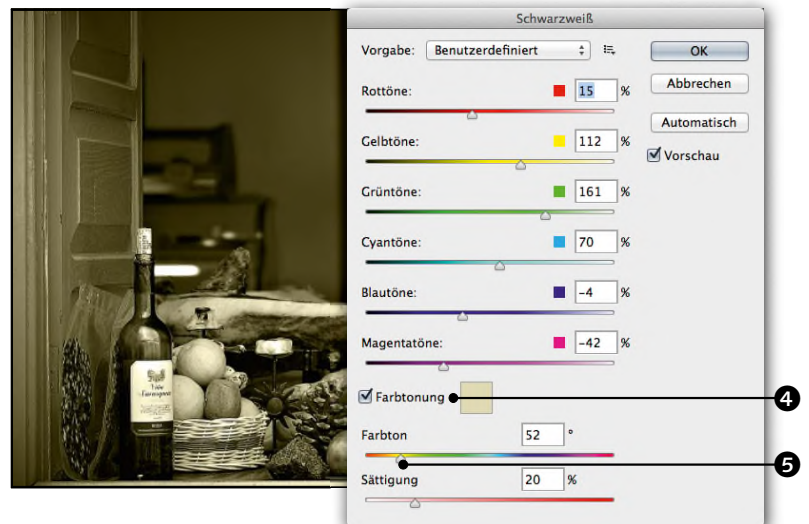 Schwarzweiß
Vorgabe: Benutzerdefiniert
OK
Abbrechen
Automatisch
Vorschau
Rottöne: 15 %
Gelbtöne: 112 %
Grüntöne: 161 %
Cyantöne: 70 %
Blautöne: -4 %
Magentatöne: -42 %
Farbtonung
4
Farbton 52 °
5
Sättigung 20 %